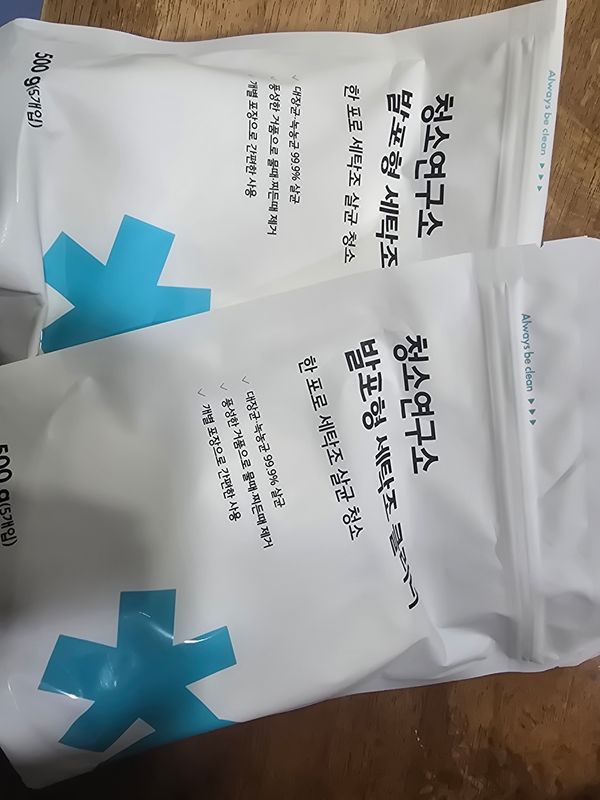 Always be clean ▸ ▸ ▸
청소연구소
발포형 세탁조
한 포로 세탁조 살균 청소
✓ 대장균·녹농균 99.9% 살균
✓ 풍성한 거품으로 물때·찌든때 제거
개별 포장으로 간편한 사용
500 g(5개입)
Always be clean ▸ ▸ ▸
청소연구소
발포형 세탁조 클리너
한 포로 세탁조 살균 청소
✓ 대장균·녹농균 99.9% 살균
✓ 풍성한 거품으로 물때·찌든때 제거
✓ 개별 포장으로 간편한 사용
500 g(5개입)